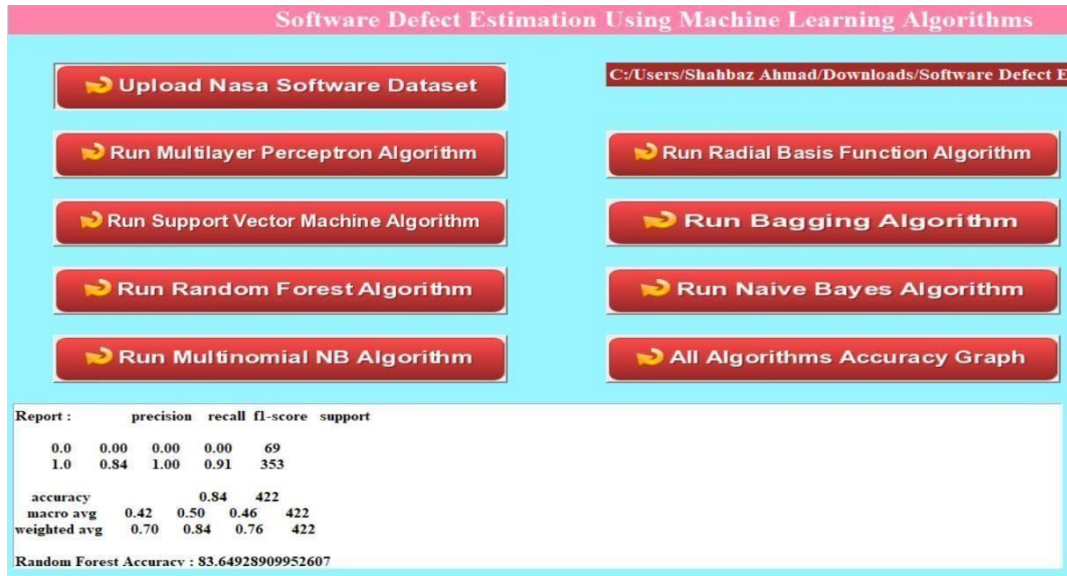 Software Defect Estimation Using Machine Learning Algorithms
Upload Nasa Software Dataset
C:/Users/Shahbaz Ahmad/Downloads/Software Defect E
Run Multilayer Perceptron Algorithm
Run Radial Basis Function Algorithm
Run Support Vector Machine Algorithm
Run Bagging Algorithm
Run Random Forest Algorithm
Run Naive Bayes Algorithm
Run Multinomial NB Algorithm
All Algorithms Accuracy Graph
Report : precision recall f1-score support
0.0 0.00 0.00 0.00 69
1.0 0.84 1.00 0.91 353
accuracy 0.84 422
macro avg 0.42 0.50 0.46 422
weighted avg 0.70 0.84 0.76 422
Random Forest Accuracy : 83.64928909952607